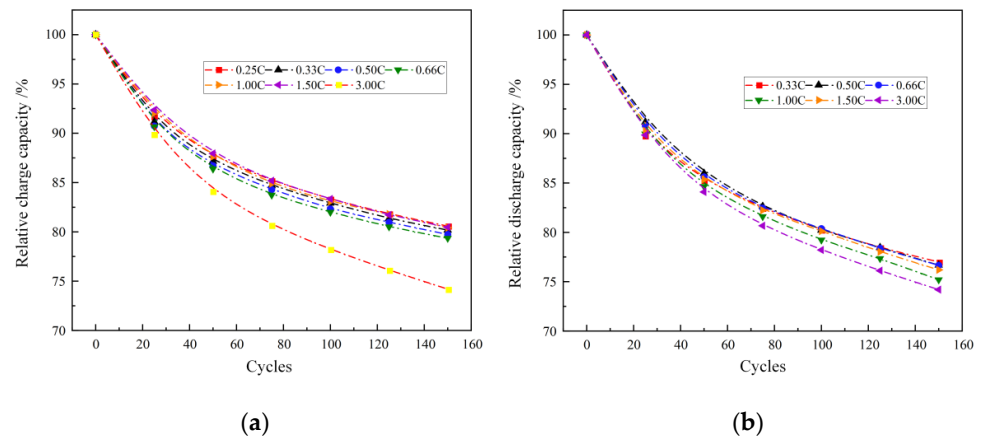 100
95
90
85
80
75
70
Relative charge capacity /%
0.25C 0.33C 0.50C 0.66C
1.00C 1.50C 3.00C
0 20 40 60 80 100 120 140 160
Cycles
(a)
100
95
90
85
80
75
70
Relative discharge capacity /%
0.33C 0.50C 0.66C
1.00C 1.50C 3.00C
0 20 40 60 80 100 120 140 160
Cycles
(b)